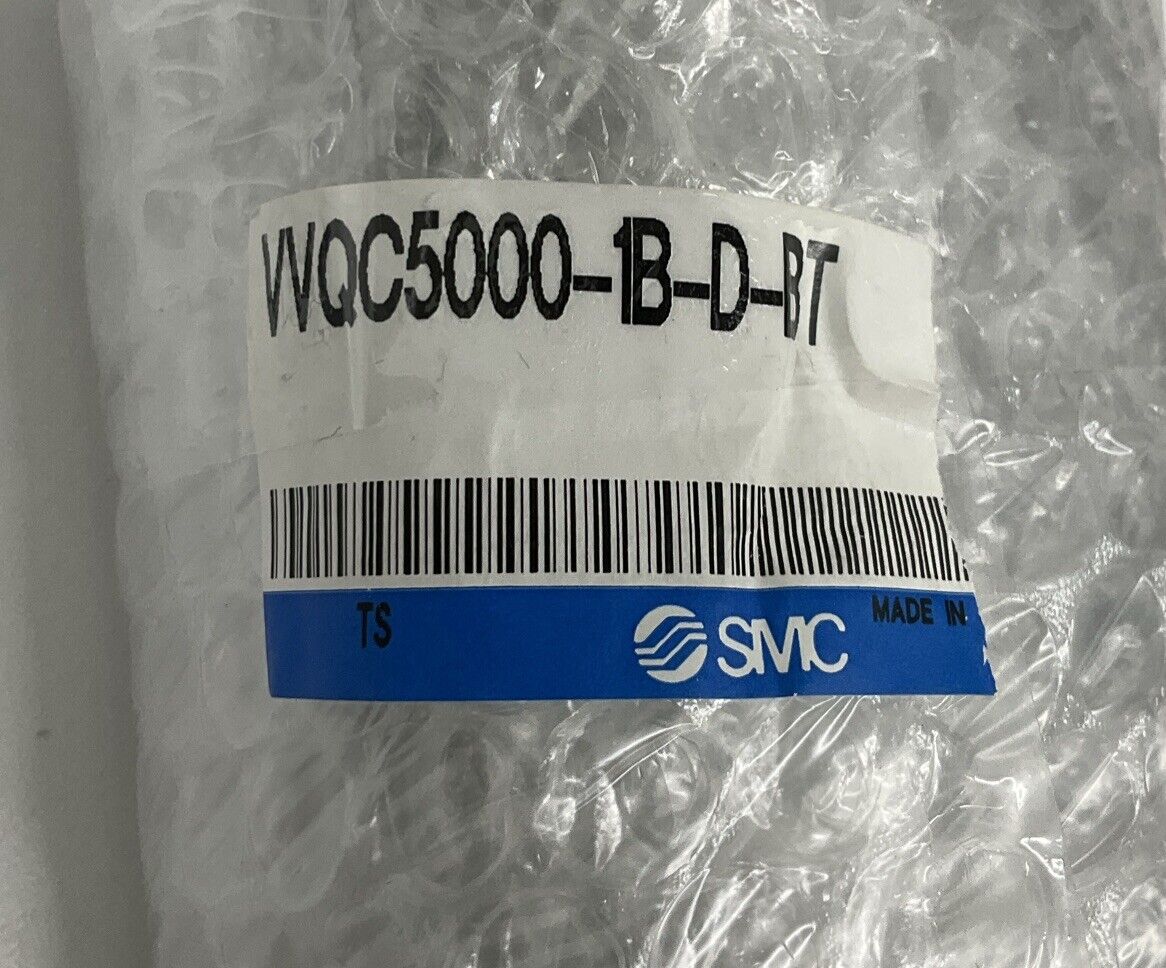 VVQC5000-1B-D-BT
TS
SMC
MADE IN